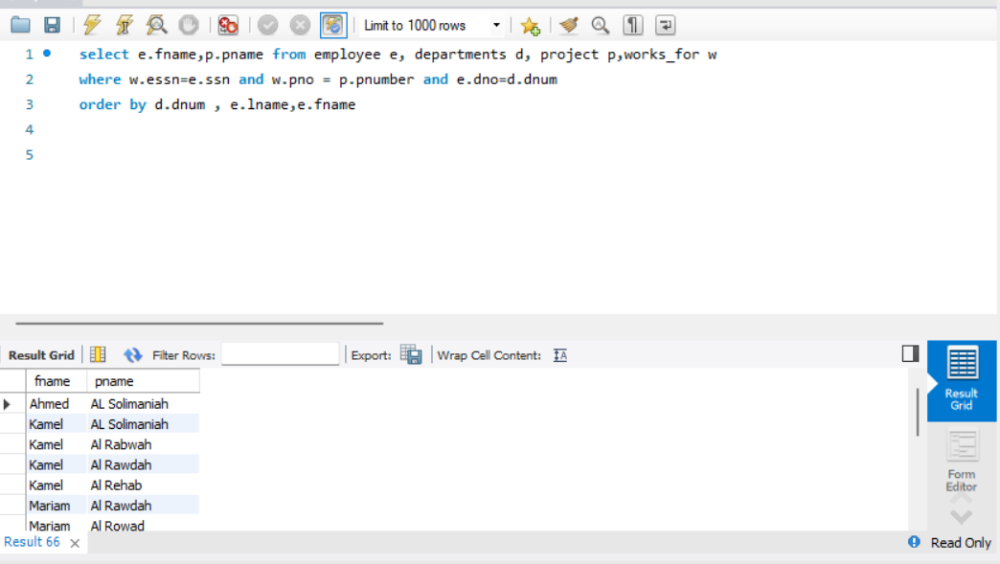 Limit to 1000 rows
1 select e.fname,p.pname from employee e, departments d, project p,works_for w
2 where w.essn=e.ssn and w.pno = p.pnumber and e.dno=d.dnum
3 order by d.dnum , e.lname,e.fname
4
5
Result Grid Filter Rows: Export: Wrap Cell Content:
fname pname
Ahmed AL Solimaniah
Kamel AL Solimaniah
Kamel Al Rabwah
Kamel Al Rawdah
Kamel Al Rehab
Mariam Al Rawdah
Mariam Al Rowad
Result
Grid
Form
Editor
Result 66 Read Only